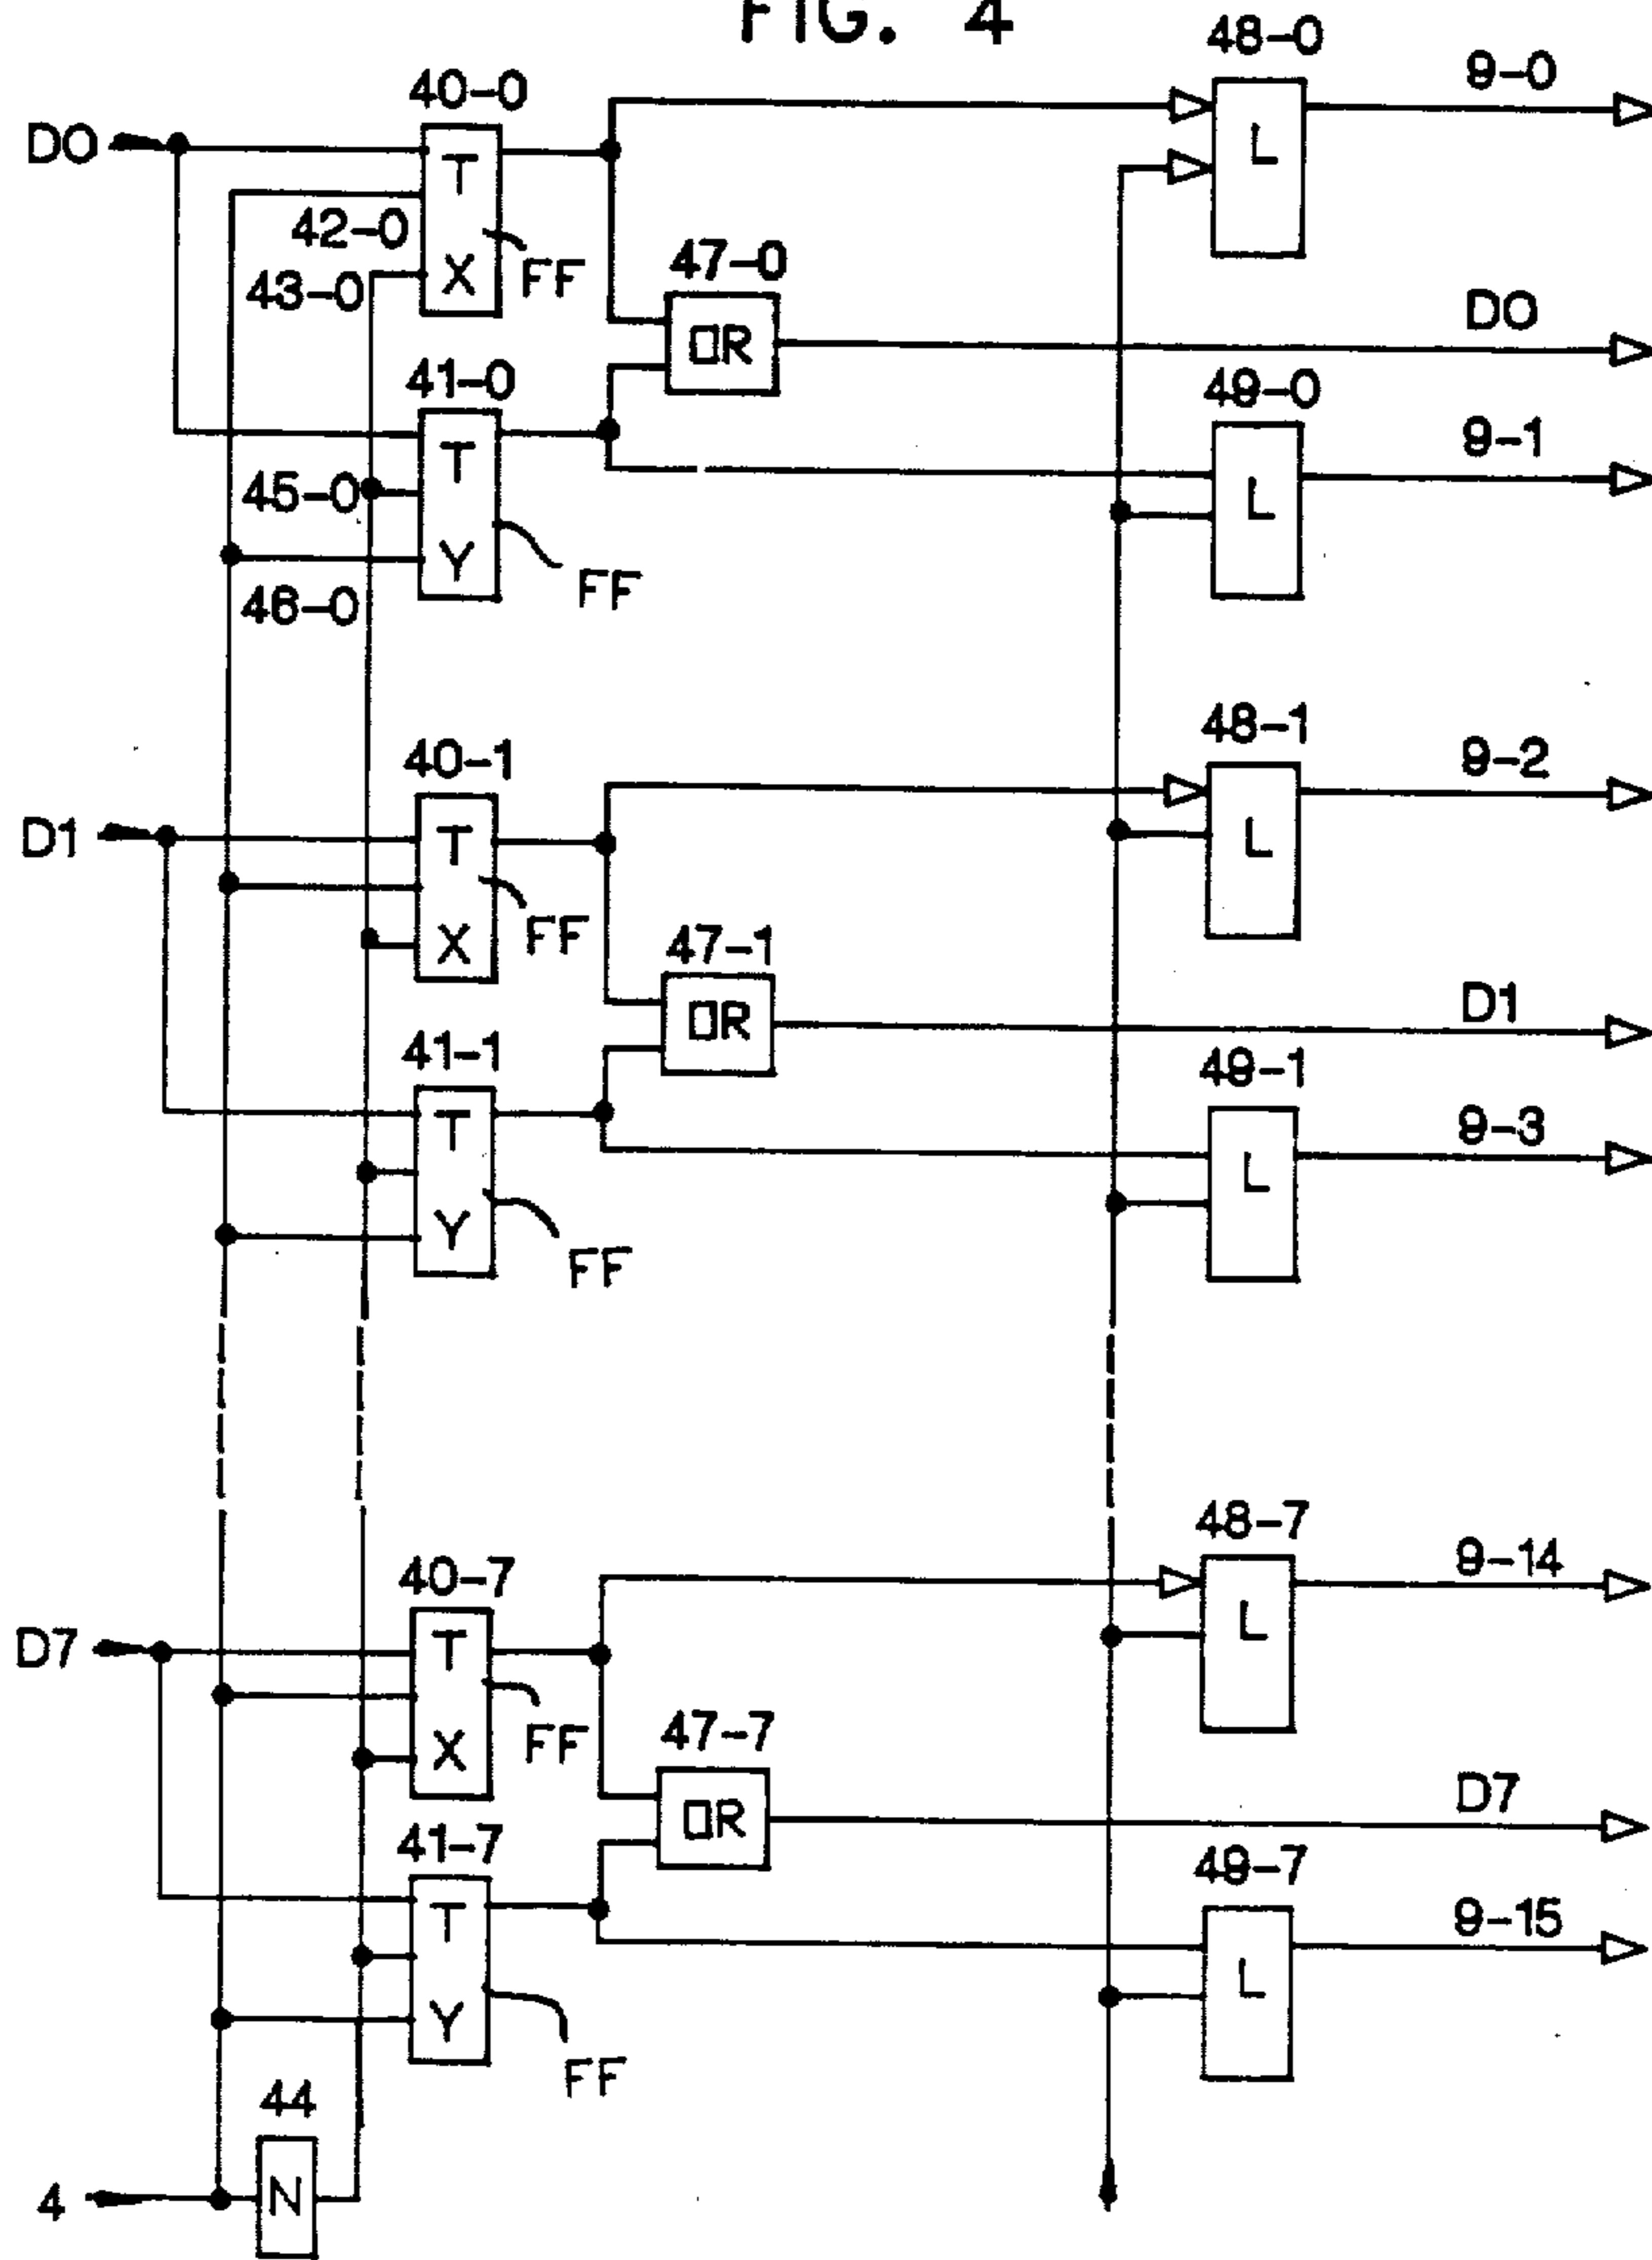 FIG. 4
48-0
9-0
40-0
D0
T
L
42-0
X
FF
47-0
43-0
OR
D0
41-0
49-0
9-1
T
45-0
L
Y
FF
46-0
48-1
9-2
40-1
D1
T
L
FF
X
47-1
OR
D1
41-1
49-1
9-3
T
L
Y
FF
48-7
9-14
40-7
D7
T
L
FF
X
47-7
OR
D7
41-7
49-7
9-15
T
L
Y
FF
44
4
N